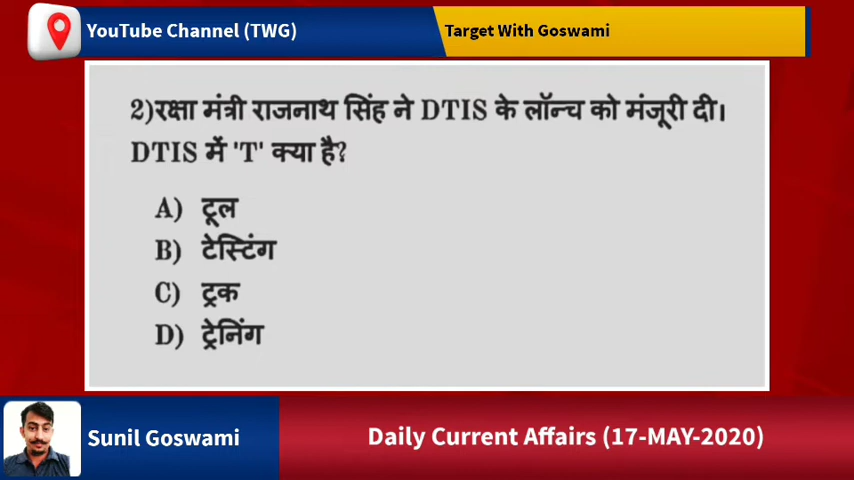 YouTube Channel (TWG)
Target With Goswami
2)रक्षा मंत्री राजनाथ सिंह ने DTIS के लॉन्च को मंजूरी दी।
DTIS में 'T' क्या है?
A) टूल
B) टेस्टिंग
C) ट्रक
D) ट्रेनिंग
Sunil Goswami
Daily Current Affairs (17-MAY-2020)